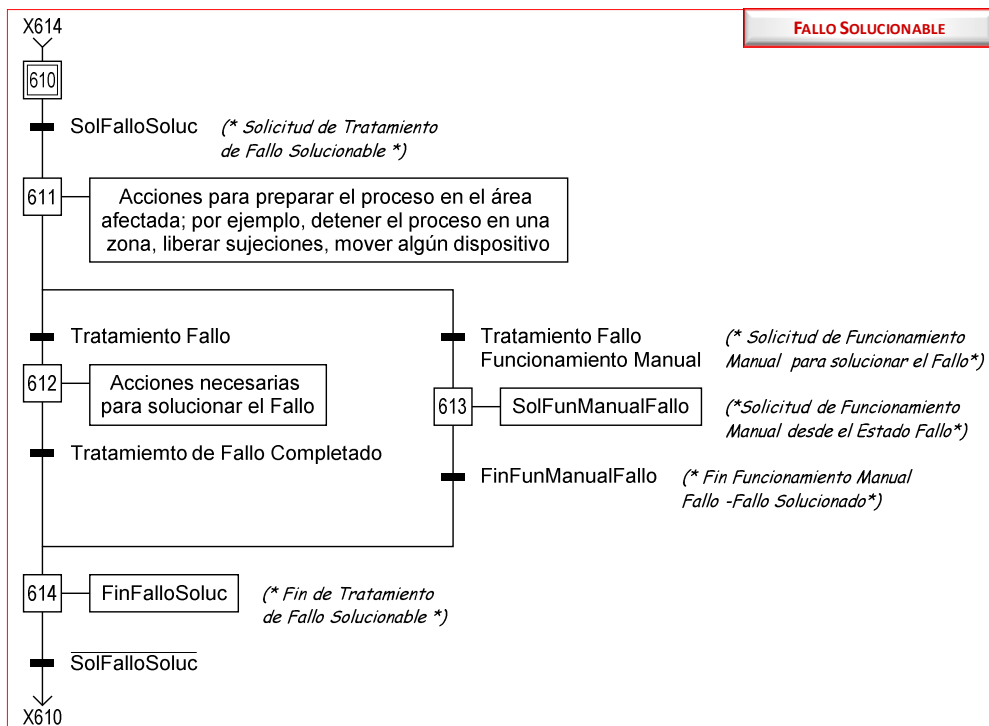 X614
FALLO SOLUCIONABLE
610
SolFalloSoluc
(* Solicitud de Tratamiento
de Fallo Solucionable *)
611
Acciones para preparar el proceso en el área
afectada; por ejemplo, detener el proceso en una
zona, liberar sujeciones, mover algún dispositivo
Tratamiento Fallo
Tratamiento Fallo
Funcionamiento Manual
(* Solicitud de Funcionamiento
Manual para solucionar el Fallo*)
612
Acciones necesarias
para solucionar el Fallo
613
SolFunManualFallo
(*Solicitud de Funcionamiento
Manual desde el Estado Fallo*)
Tratamiemto de Fallo Completado
FinFunManualFallo
(* Fin Funcionamiento Manual
Fallo -Fallo Solucionado*)
614
FinFalloSoluc
(* Fin de Tratamiento
de Fallo Solucionable *)
SolFalloSoluc
X610